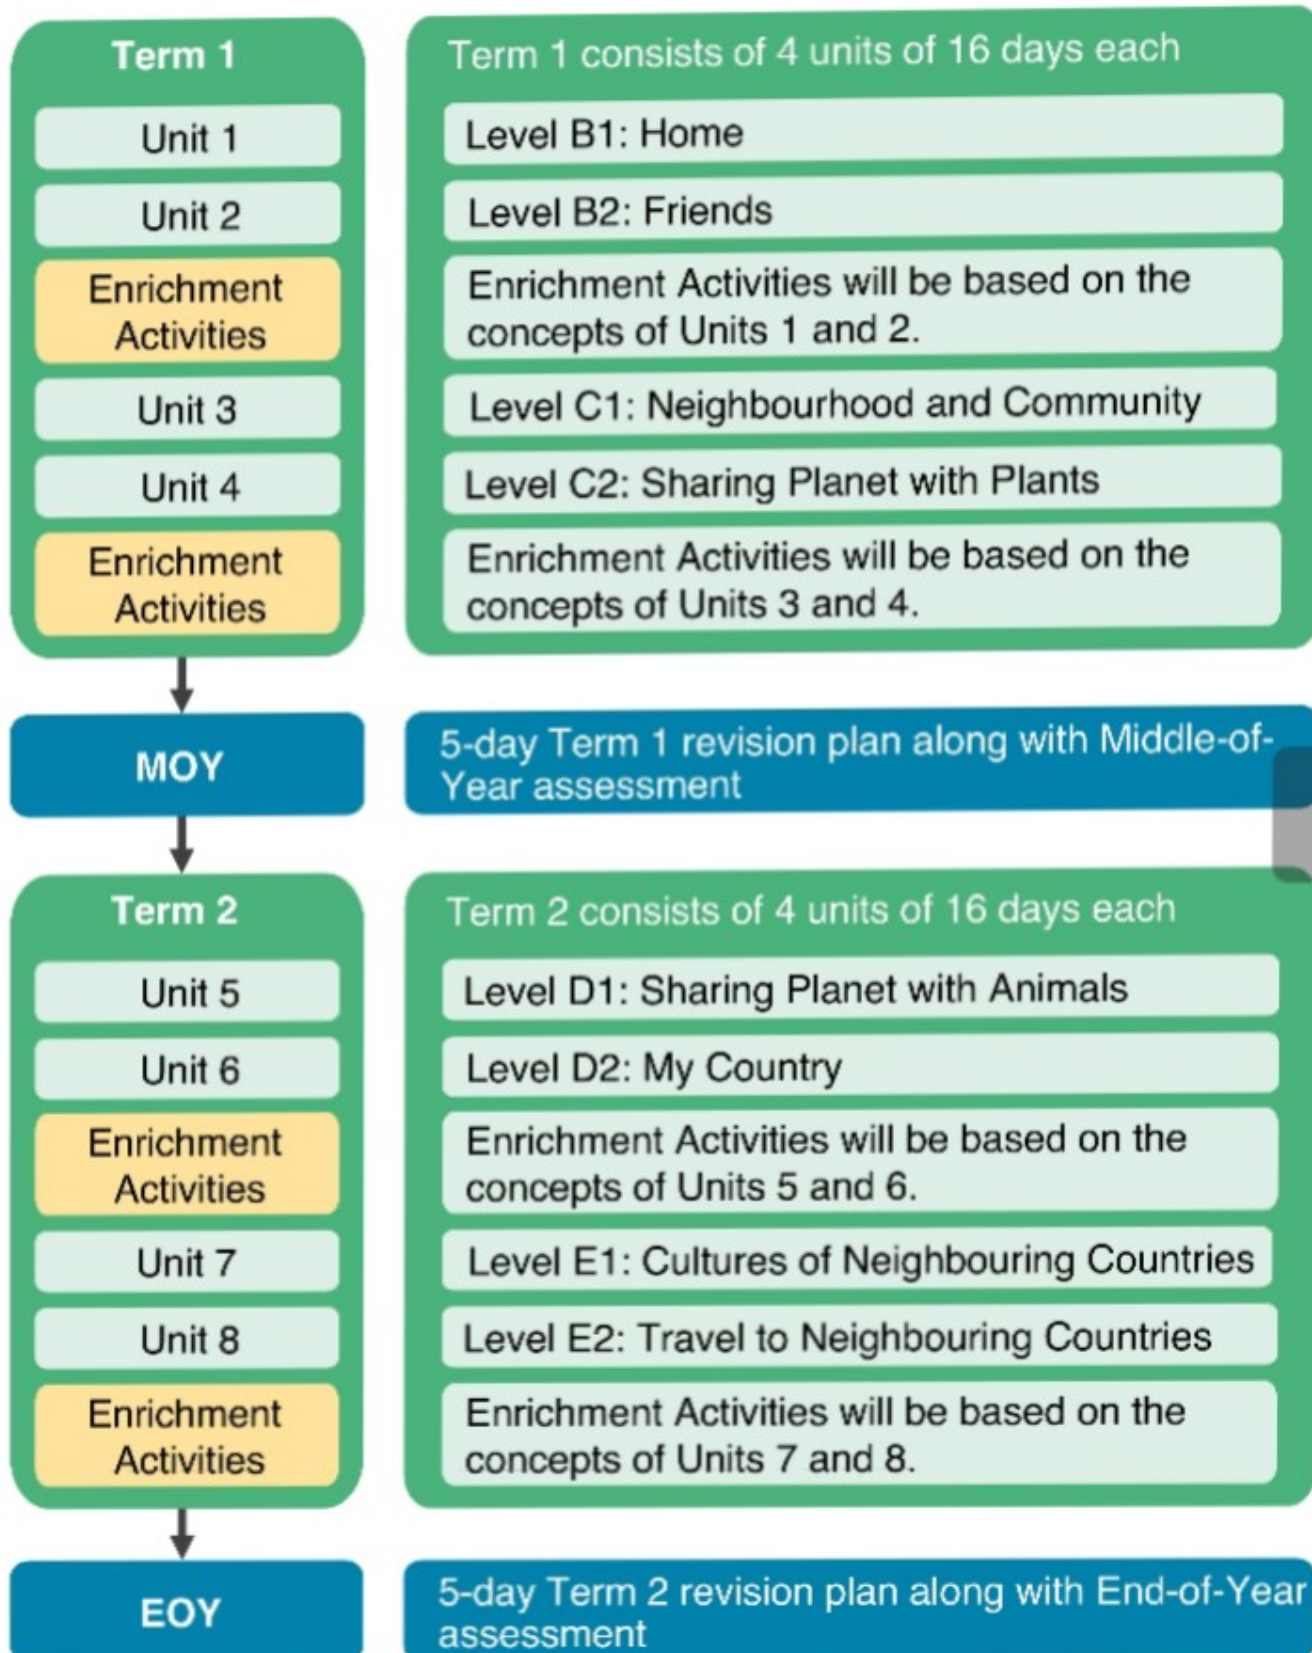 Term 1
Term 1 consists of 4 units of 16 days each
Unit 1
Level B1: Home
Unit 2
Level B2: Friends
Enrichment
Activities
Enrichment Activities will be based on the
concepts of Units 1 and 2.
Unit 3
Level C1: Neighbourhood and Community
Unit 4
Level C2: Sharing Planet with Plants
Enrichment
Activities
Enrichment Activities will be based on the
concepts of Units 3 and 4.
MOY
5-day Term 1 revision plan along with Middle-of-
Year assessment
Term 2
Term 2 consists of 4 units of 16 days each
Unit 5
Level D1: Sharing Planet with Animals
Unit 6
Level D2: My Country
Enrichment
Activities
Enrichment Activities will be based on the
concepts of Units 5 and 6.
Unit 7
Level E1: Cultures of Neighbouring Countries
Unit 8
Level E2: Travel to Neighbouring Countries
Enrichment
Activities
Enrichment Activities will be based on the
concepts of Units 7 and 8.
EOY
5-day Term 2 revision plan along with End-of-Year
assessment